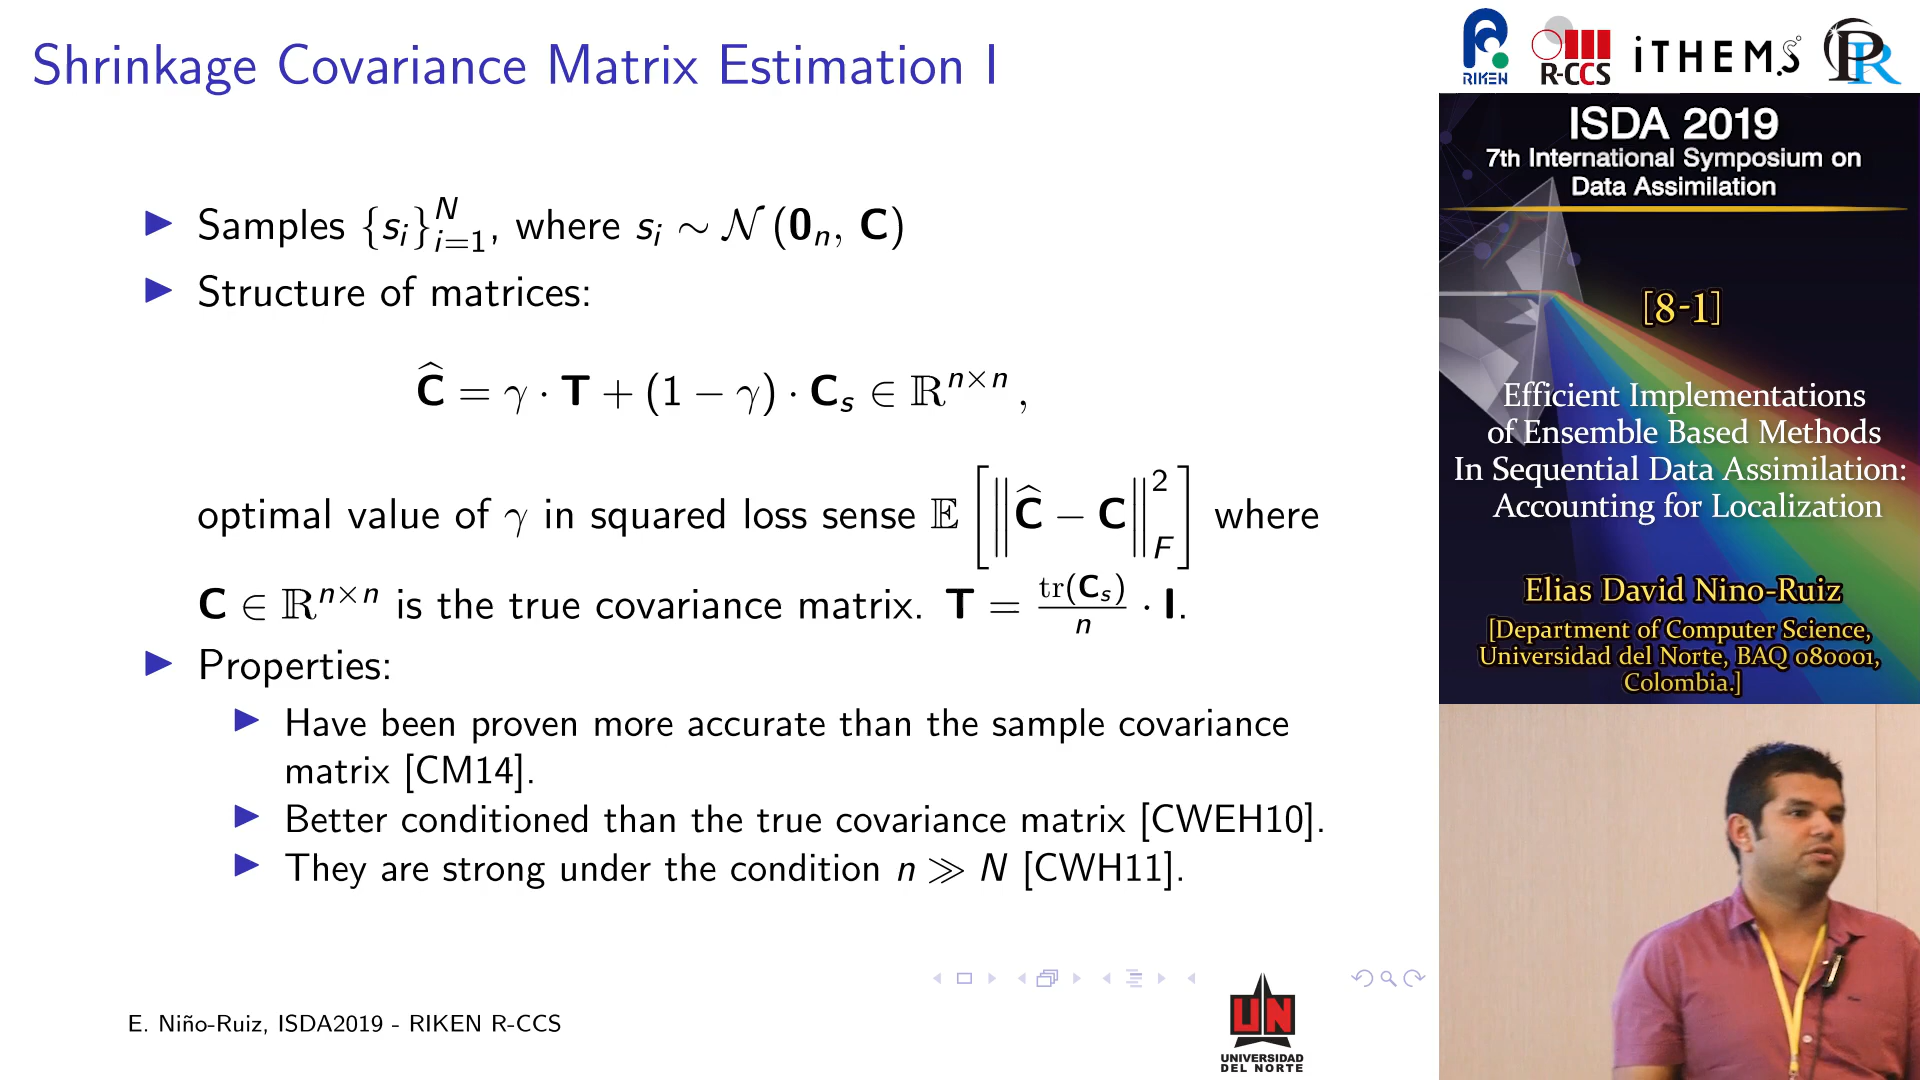 Shrinkage Covariance Matrix Estimation I
▶ Samples {s_i}_{i=1}^N, where s_i ∼ 𝒩 (0_n, C)
▶ Structure of matrices:
Ĉ = γ · T + (1 − γ) · C_s ∈ ℝ^{n×n} ,
optimal value of γ in squared loss sense 𝔼 [‖Ĉ − C‖_F^2] where
C ∈ ℝ^{n×n} is the true covariance matrix. T = tr(C_s)/n · I.
▶ Properties:
▶ Have been proven more accurate than the sample covariance
matrix [CM14].
▶ Better conditioned than the true covariance matrix [CWEH10].
▶ They are strong under the condition n ≫ N [CWH11].
E. Niño-Ruiz, ISDA2019 - RIKEN R-CCS
UN
UNIVERSIDAD
DEL NORTE
RIKEN
R-CCS
iTHEMS
PR
ISDA 2019
7th International Symposium on
Data Assimilation
[8-1]
Efficient Implementations
of Ensemble Based Methods
In Sequential Data Assimilation:
Accounting for Localization
Elias David Nino-Ruiz
[Department of Computer Science,
Universidad del Norte, BAQ 080001,
Colombia.]